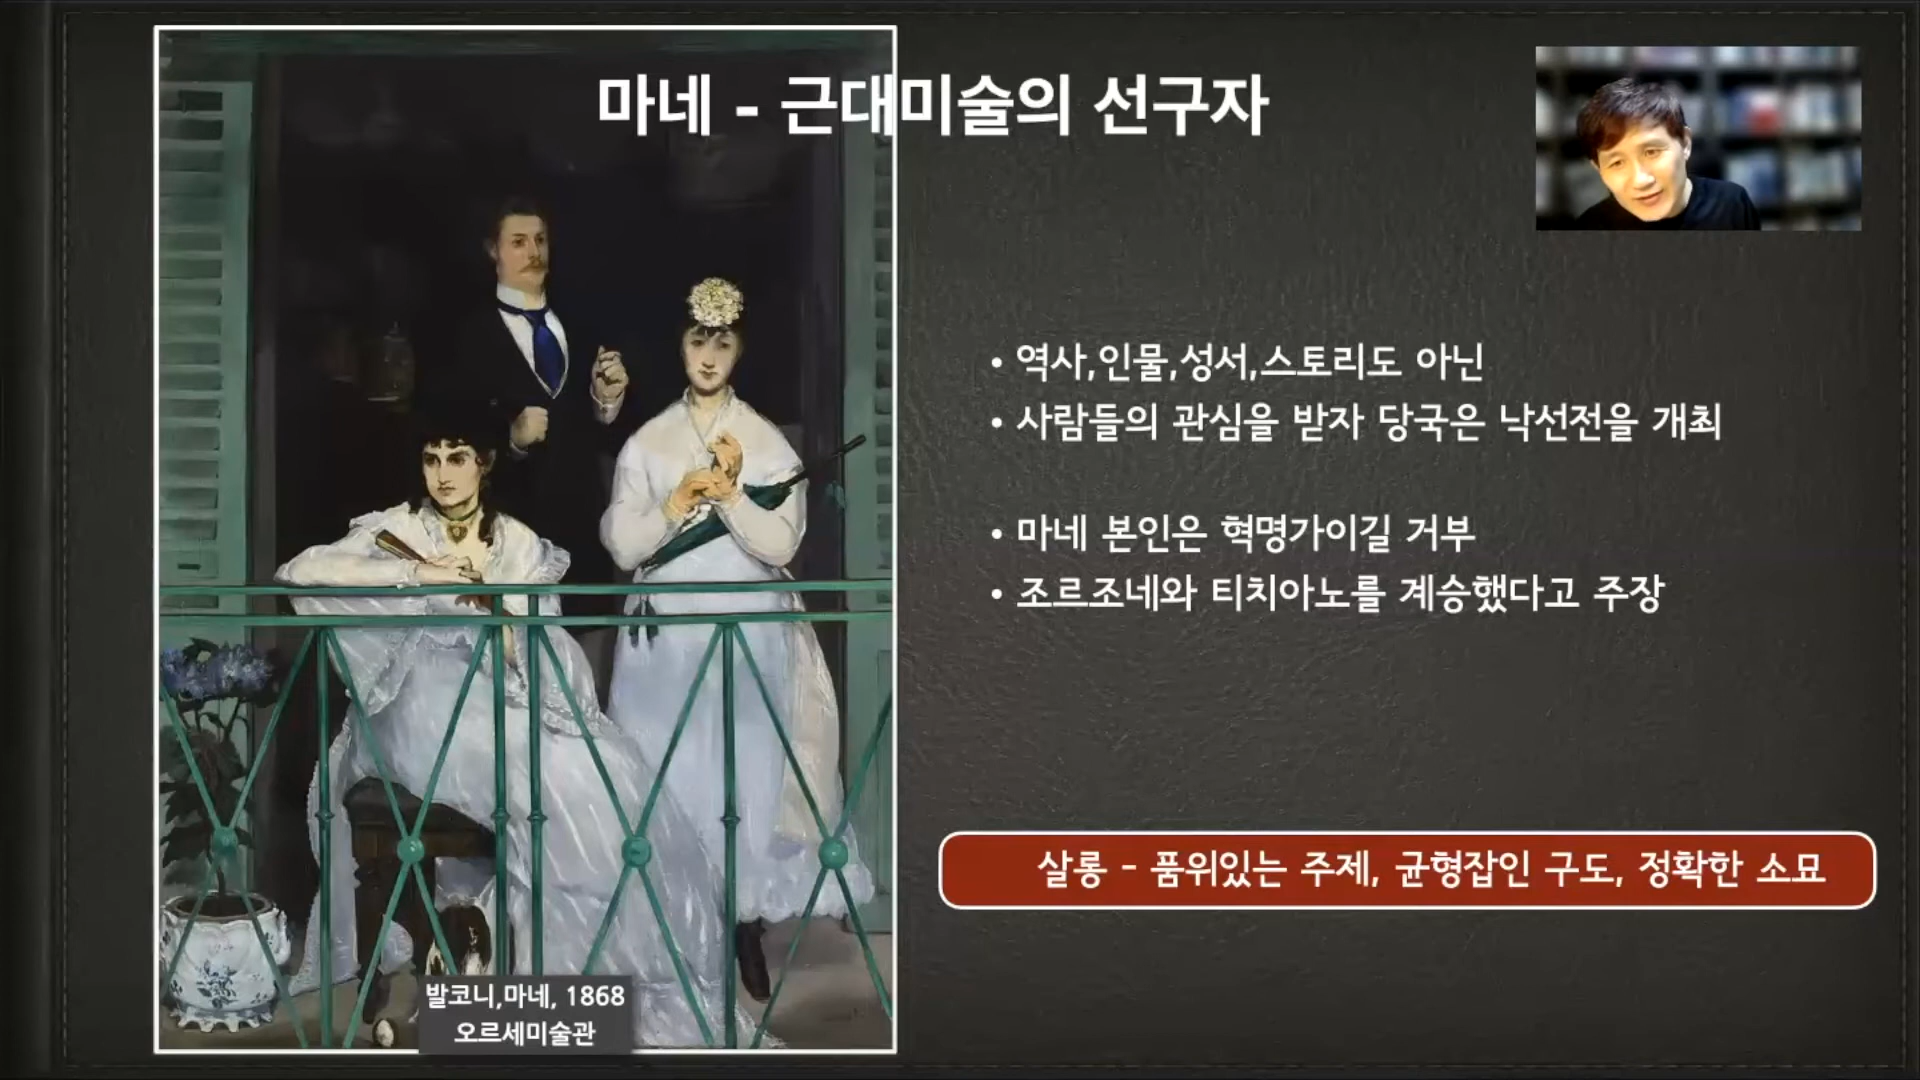 마네 - 근대미술의 선구자
• 역사,인물,성서,스토리도 아닌
• 사람들의 관심을 받자 당국은 낙선전을 개최
• 마네 본인은 혁명가이길 거부
• 조르조네와 티치아노를 계승했다고 주장
살롱 - 품위있는 주제, 균형잡인 구도, 정확한 소묘
발코니,마네, 1868
오르세미술관